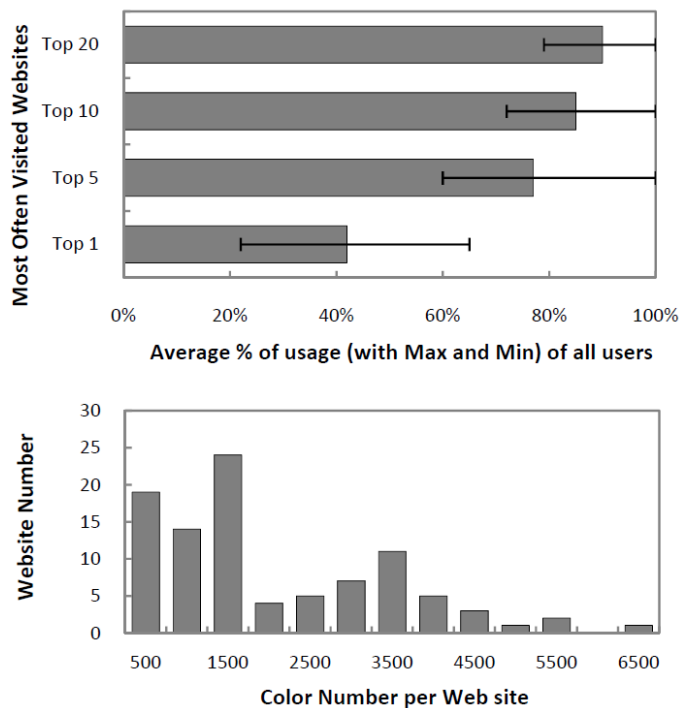 Most Often Visited Websites
Top 20
Top 10
Top 5
Top 1
0% 20% 40% 60% 80% 100%
Average % of usage (with Max and Min) of all users
Website Number
30
25
20
15
10
5
0
500 1500 2500 3500 4500 5500 6500
Color Number per Web site